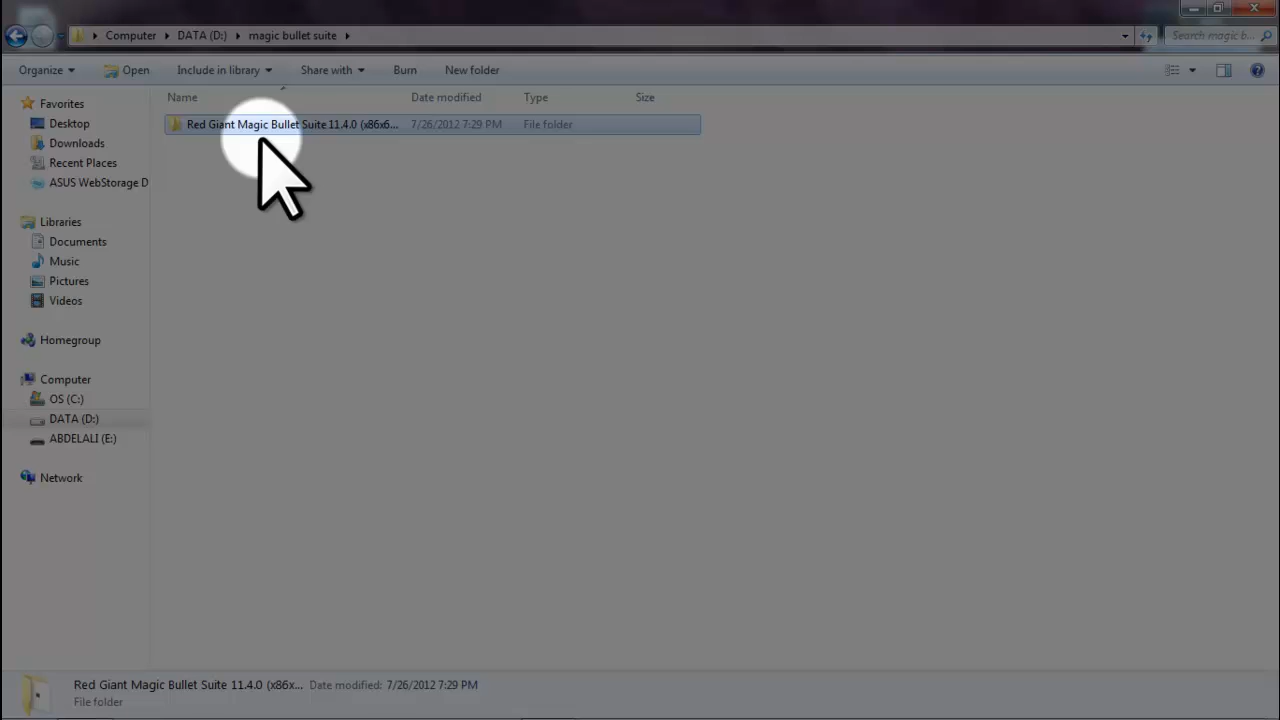 Computer DATA (D:) magic bullet suite Search magic b...
Organize Open Include in library Share with Burn New folder
Name Date modified Type Size
Red Giant Magic Bullet Suite 11.4.0 (x86x6... 7/26/2012 7:29 PM File folder
Favorites
Desktop
Downloads
Recent Places
ASUS WebStorage D
Libraries
Documents
Music
Pictures
Videos
Homegroup
Computer
OS (C:)
DATA (D:)
ABDELALI (E:)
Network
Red Giant Magic Bullet Suite 11.4.0 (x86x... Date modified: 7/26/2012 7:29 PM
File folder